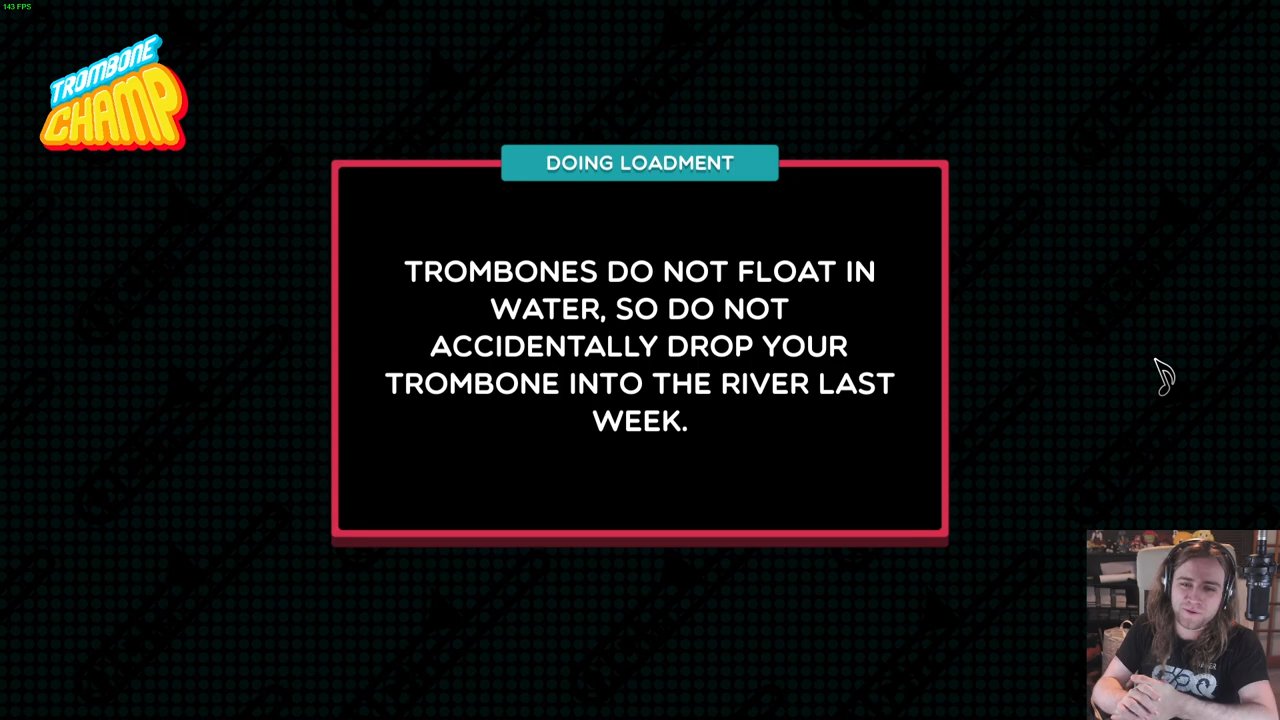 143 FPS
TROMBONE
CHAMP
DOING LOADMENT
TROMBONES DO NOT FLOAT IN
WATER, SO DO NOT
ACCIDENTALLY DROP YOUR
TROMBONE INTO THE RIVER LAST
WEEK.